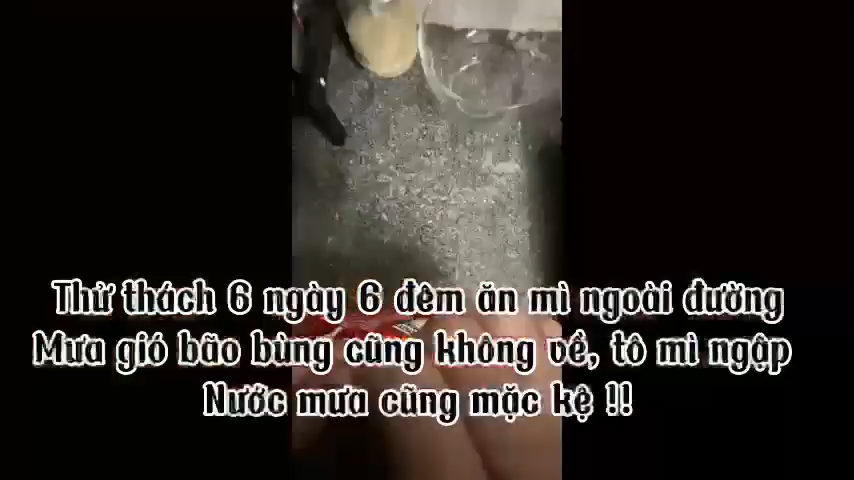 Thử thách 6 ngày 6 đêm ăn mì ngoài đường
Mưa gió bão bùng cũng không về, tô mì ngập
Nước mưa cũng mặc kệ !!